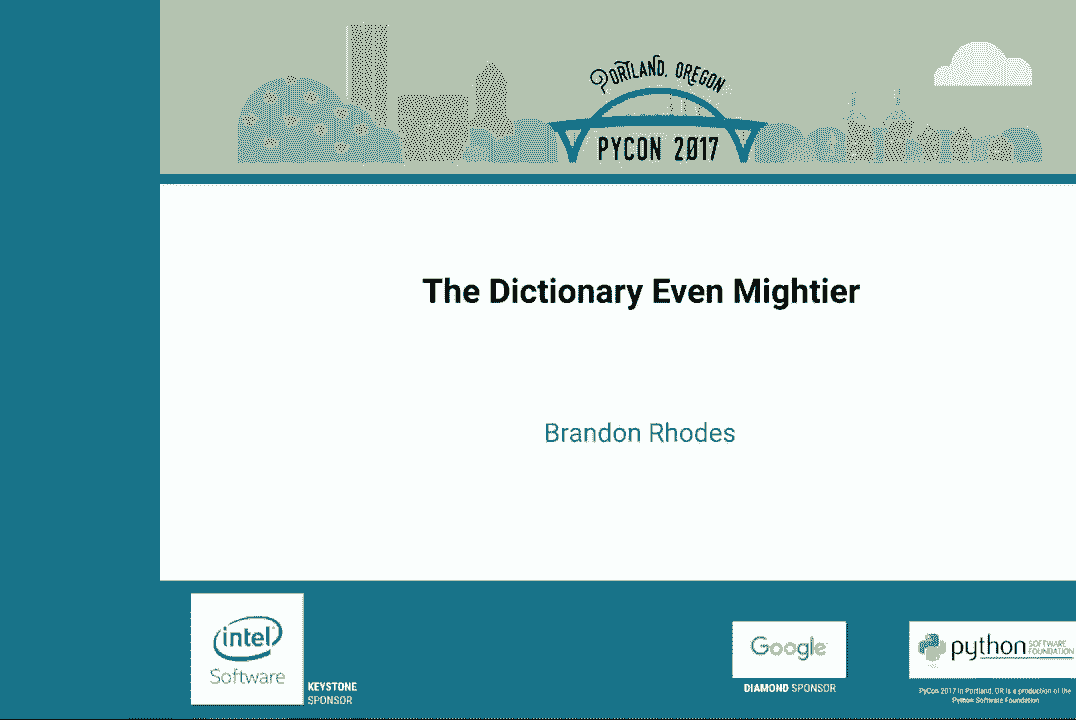 PORTLAND, OREGON
PYCON 2017
The Dictionary Even Mightier
Brandon Rhodes
intel
Software
KEYSTONE
SPONSOR
Google
DIAMOND SPONSOR
python SOFTWARE
FOUNDATION
PyCon 2017 in Portland, OR is a production of the
Python Software Foundation